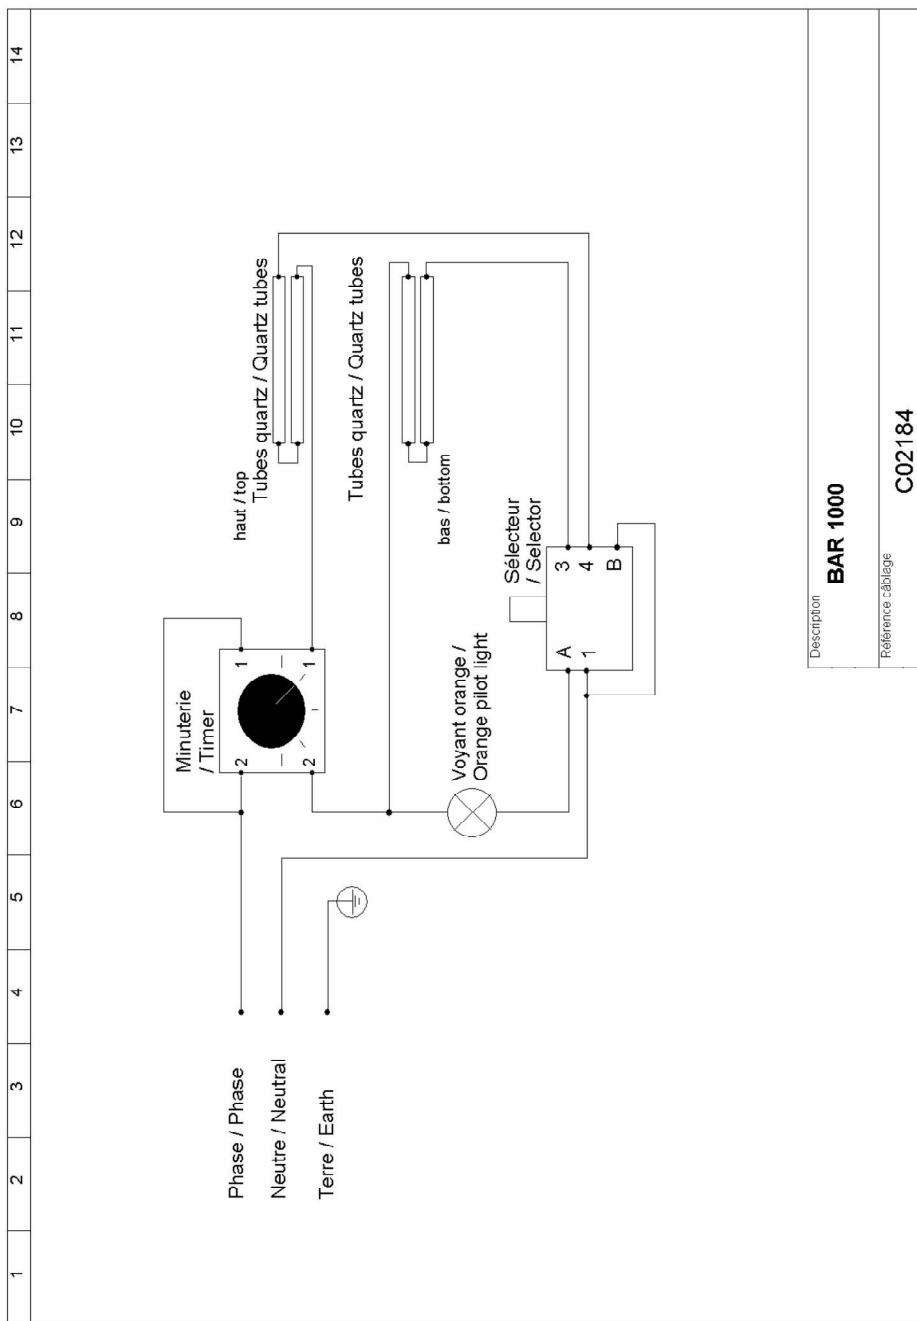 1 2 3 4 5 6 7 8 9 10 11 12 13 14
Minuterie
/ Timer
Phase / Phase
2 1
haut / top
Tubes quartz / Quartz tubes
Neutre / Neutral
2 1
Terre / Earth
Tubes quartz / Quartz tubes
bas / bottom
Voyant orange /
Orange pilot light
Sélecteur
/ Selector
A 3
1 4
B
Description
BAR 1000
Référence câblage
C02184